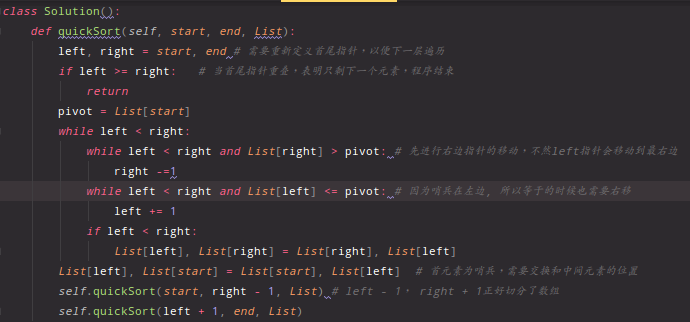 class Solution():
def quickSort(self, start, end, List):
left, right = start, end # 需要重新定义首尾指针，以便下一层遍历
if left >= right:   # 当首尾指针重叠，表明只剩下一个元素，程序结束
return
pivot = List[start]
while left < right:
while left < right and List[right] > pivot: # 先进行右边指针的移动，不然left指针会移动到最右边
right -=1
while left < right and List[left] <= pivot: # 因为哨兵在左边, 所以等于的时候也需要右移
left += 1
if left < right:
List[left], List[right] = List[right], List[left]
List[left], List[start] = List[start], List[left]  # 首元素为哨兵，需要交换和中间元素的位置
self.quickSort(start, right - 1, List) # left - 1， right + 1正好切分了数组
self.quickSort(left + 1, end, List)